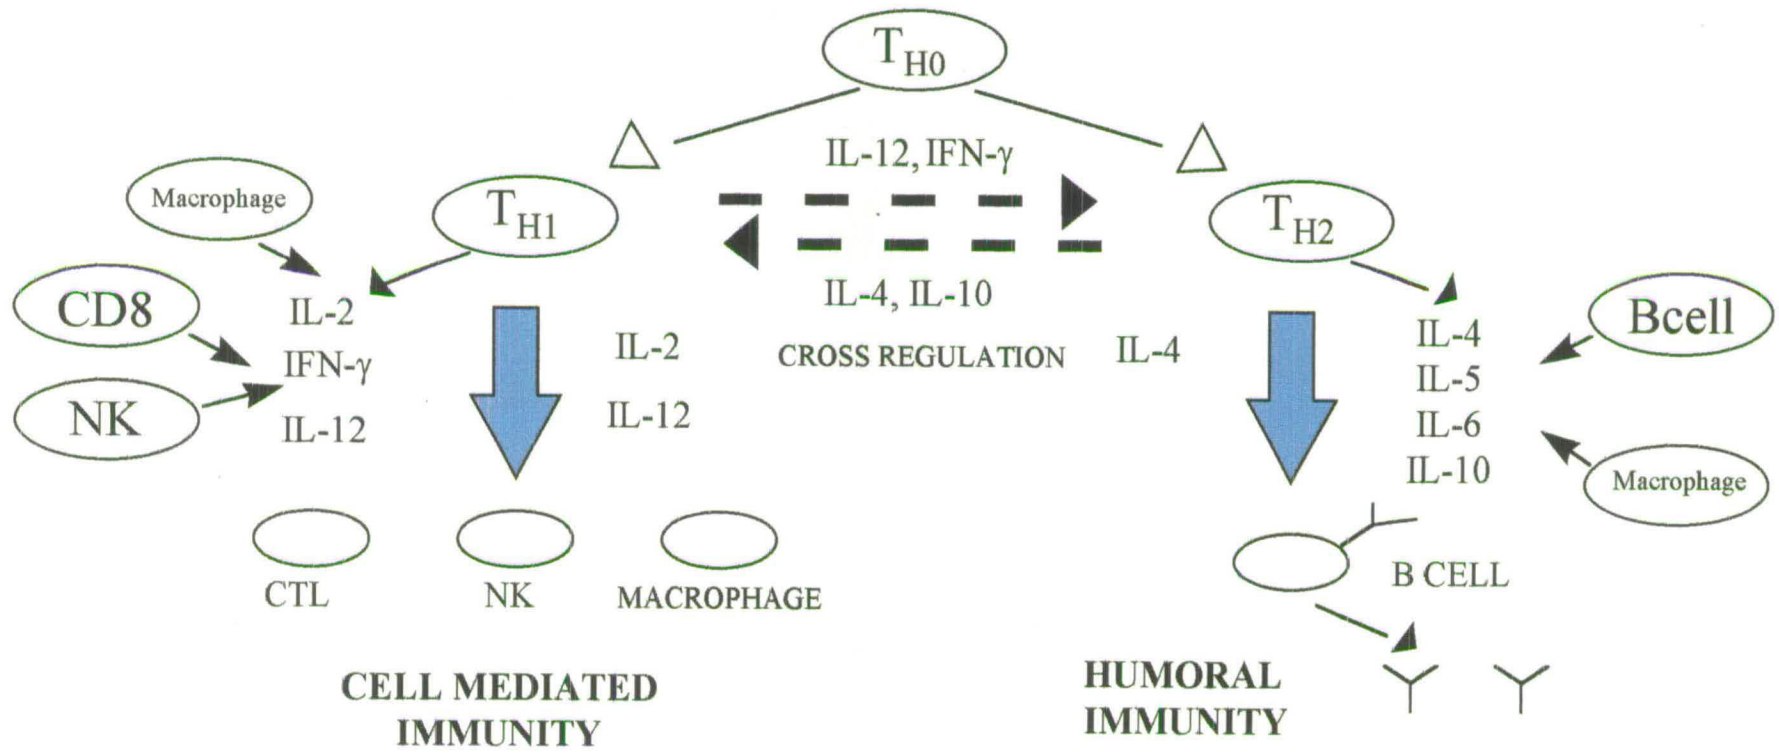 TH0
IL-12, IFN-γ
Macrophage
TH1
TH2
CD8
IL-2
IFN-γ
IL-12
NK
IL-4, IL-10
CROSS REGULATION
IL-2
IL-12
IL-4
IL-4
IL-5
IL-6
IL-10
Bcell
Macrophage
CTL
NK
MACROPHAGE
B CELL
CELL MEDIATED
IMMUNITY
HUMORAL
IMMUNITY